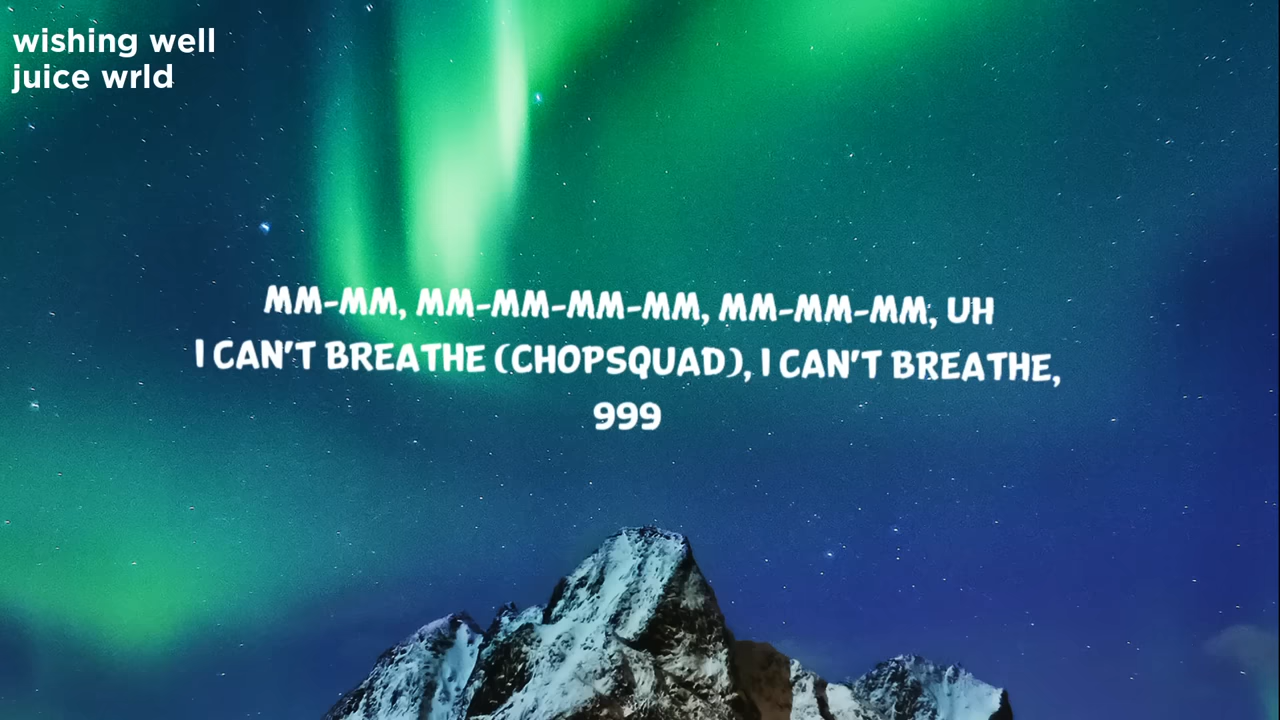 wishing well
juice wrld
MM-MM, MM-MM-MM-MM, MM-MM-MM, UH
I CAN'T BREATHE (CHOPSQUAD), I CAN'T BREATHE,
999